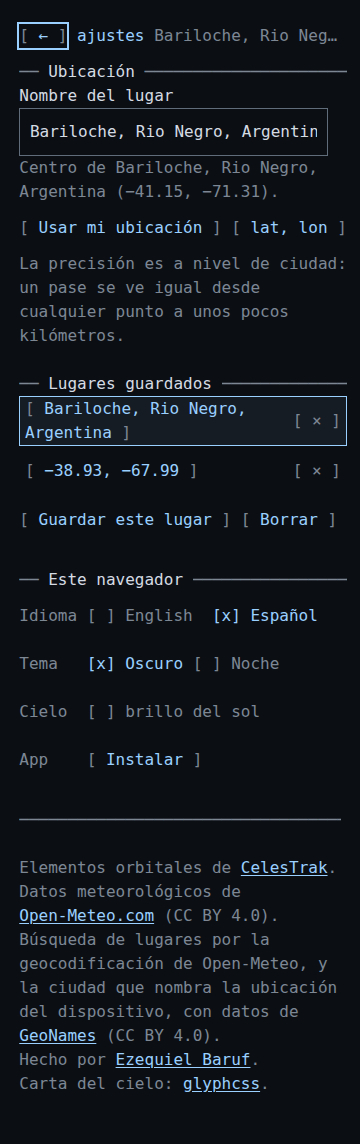 [ ← ] ajustes Bariloche, Rio Neg…
Ubicación
Nombre del lugar
Bariloche, Rio Negro, Argentin
Centro de Bariloche, Rio Negro,
Argentina (−41.15, −71.31).
[ Usar mi ubicación ] [ lat, lon ]
La precisión es a nivel de ciudad:
un pase se ve igual desde
cualquier punto a unos pocos
kilómetros.
Lugares guardados
[ Bariloche, Rio Negro,
Argentina ] [ × ]
[ −38.93, −67.99 ] [ × ]
[ Guardar este lugar ] [ Borrar ]
Este navegador
Idioma [ ] English [x] Español
Tema [x] Oscuro [ ] Noche
Cielo [ ] brillo del sol
App [ Instalar ]
Elementos orbitales de CelesTrak.
Datos meteorológicos de
Open-Meteo.com (CC BY 4.0).
Búsqueda de lugares por la
geocodificación de Open-Meteo, y
la ciudad que nombra la ubicación
del dispositivo, con datos de
GeoNames (CC BY 4.0).
Hecho por Ezequiel Baruf.
Carta del cielo: glyphcss.